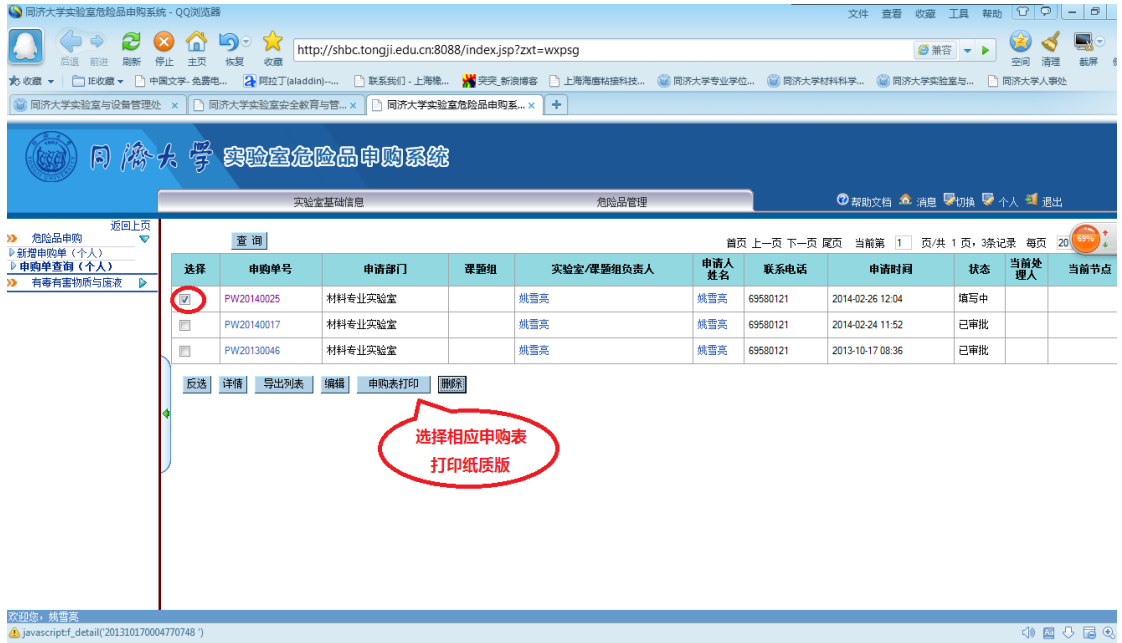 同济大学实验室危险品申购系统 - QQ浏览器
文件 查看 收藏 工具 帮助
后退 前进 刷新 停止 主页 恢复 收藏
http://shbc.tongji.edu.cn:8088/index.jsp?zxt=wxpsg
兼容
空间 清理 截屏
收藏 IE收藏 中国文学-免费电... 阿拉丁(aladdin)--... 联系我们 - 上海锦... 突突_新浪博客 上海海鹰粘接科技... 同济大学专业学位... 同济大学材料科学... 同济大学实验室与... 同济大学人事处
同济大学实验室与设备管理处 × 同济大学实验室安全教育与管... × 同济大学实验室危险品申购系... × +
同济大学 实验室危险品申购系统
实验室基础信息 危险品管理 帮助文档 消息 切换 个人 退出
返回上页
危险品申购
新增申购单（个人）
申购单查询（个人）
有毒有害物质与废液
查 询
首页 上一页 下一页 尾页 当前第 1 页/共 1 页，3条记录 每页 20
69%
选择 申购单号 申请部门 课题组 实验室/课题组负责人 申请人姓名 联系电话 申请时间 状态 当前处理人 当前节点
PW20140025 材料专业实验室 姚雪亮 姚雪亮 69580121 2014-02-26 12:04 填写中
PW20140017 材料专业实验室 姚雪亮 姚雪亮 69580121 2014-02-24 11:52 已审批
PW20130046 材料专业实验室 姚雪亮 姚雪亮 69580121 2013-10-17 08:36 已审批
反选 详情 导出列表 编辑 申购表打印 删除
选择相应申购表
打印纸质版
欢迎您，姚雪亮
javascript:f_detail('201310170004770748 ')